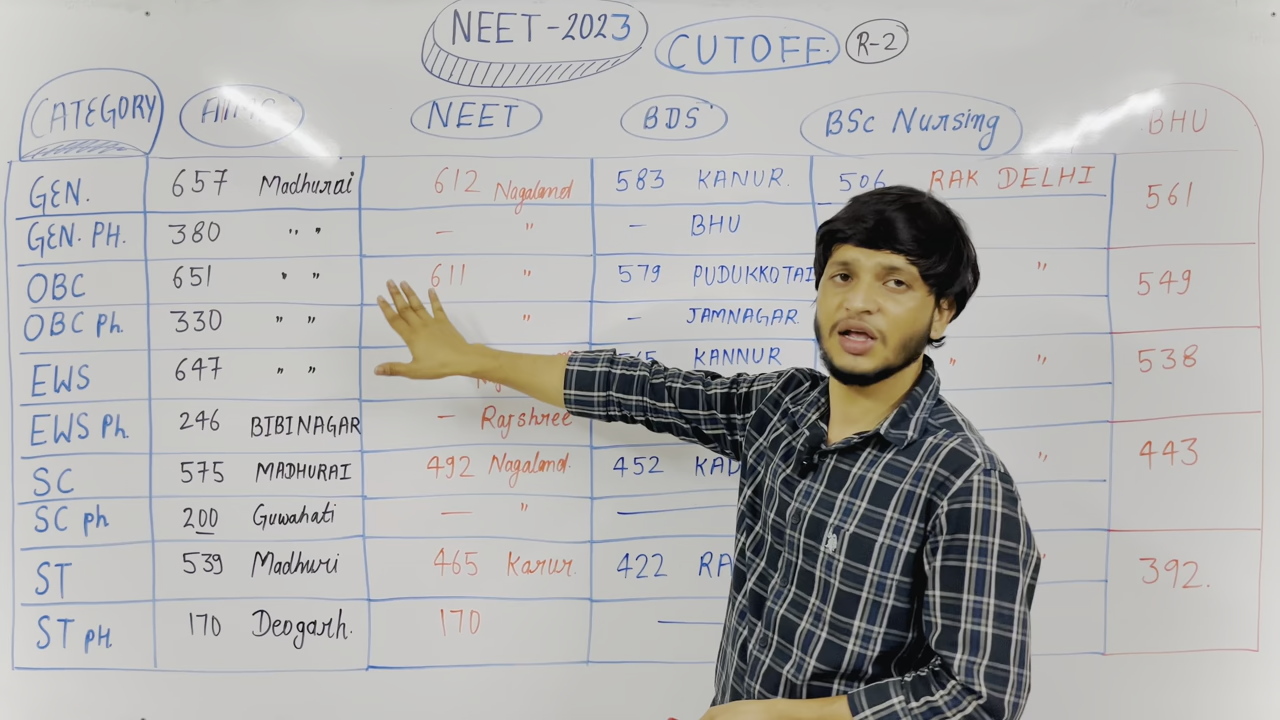 NEET-2023 CUTOFF. R-2
CATEGORY AIIMS NEET BDS BSc Nursing BHU
GEN. 657 Madhurai 612 Nagaland 583 KANUR. 506 RAK DELHI 561
GEN. PH. 380 " " — " — BHU
OBC 651 " " 611 " 579 PUDUKKOTAI " 549
OBC Ph. 330 " " " — JAMNAGAR.
EWS 647 " " KANNUR " " 538
EWS Ph. 246 BIBINAGAR — Rajshree
SC 575 MADHURAI 492 Nagaland. 452 " 443
SC ph 200 Guwahati — " —
ST 539 Madhuri 465 Karur. 422 392.
ST PH 170 Deogarh. 170 —